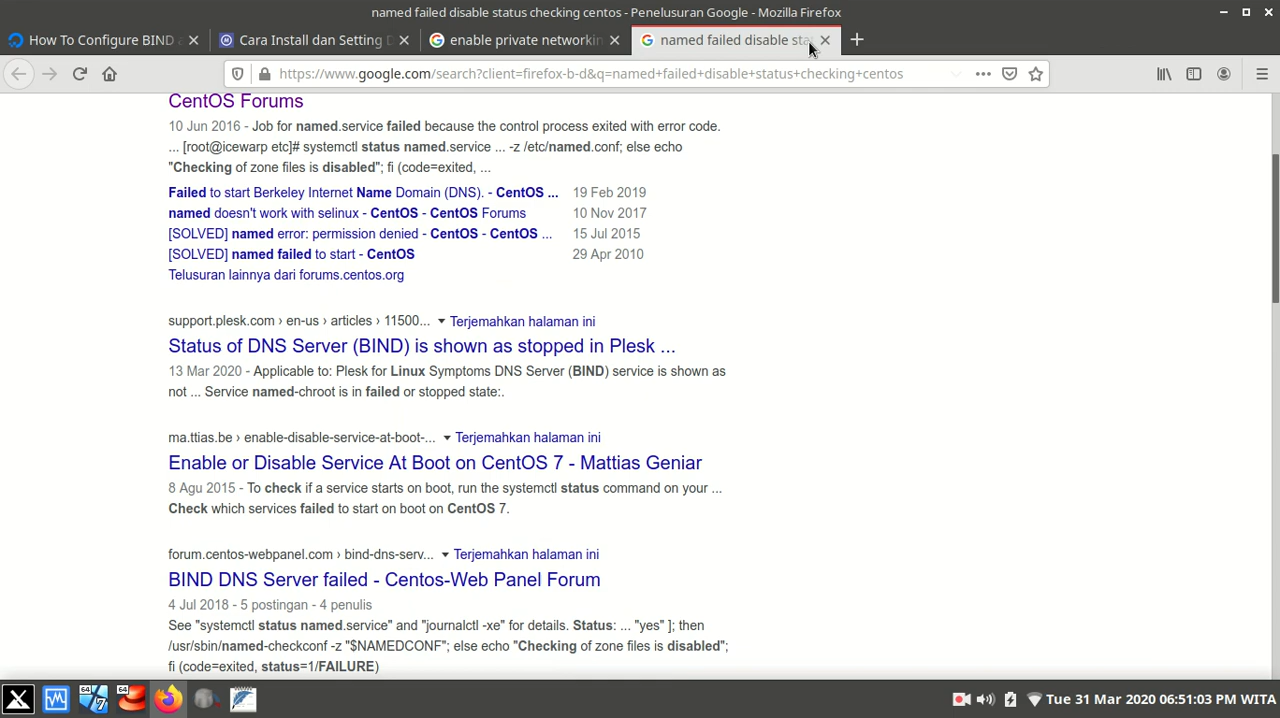 named failed disable status checking centos - Penelusuran Google - Mozilla Firefox
How To Configure BIND a
Cara Install dan Setting D
enable private networkin
named failed disable sta
https://www.google.com/search?client=firefox-b-d&q=named+failed+disable+status+checking+centos
CentOS Forums
10 Jun 2016 - Job for named.service failed because the control process exited with error code.
... [root@icewarp etc]# systemctl status named.service ... -z /etc/named.conf; else echo
"Checking of zone files is disabled"; fi (code=exited, ...
Failed to start Berkeley Internet Name Domain (DNS). - CentOS ... 19 Feb 2019
named doesn't work with selinux - CentOS - CentOS Forums 10 Nov 2017
[SOLVED] named error: permission denied - CentOS - CentOS ... 15 Jul 2015
[SOLVED] named failed to start - CentOS 29 Apr 2010
Telusuran lainnya dari forums.centos.org
support.plesk.com › en-us › articles › 11500... Terjemahkan halaman ini
Status of DNS Server (BIND) is shown as stopped in Plesk ...
13 Mar 2020 - Applicable to: Plesk for Linux Symptoms DNS Server (BIND) service is shown as
not ... Service named-chroot is in failed or stopped state:.
ma.ttias.be › enable-disable-service-at-boot-... Terjemahkan halaman ini
Enable or Disable Service At Boot on CentOS 7 - Mattias Geniar
8 Agu 2015 - To check if a service starts on boot, run the systemctl status command on your ...
Check which services failed to start on boot on CentOS 7.
forum.centos-webpanel.com › bind-dns-serv... Terjemahkan halaman ini
BIND DNS Server failed - Centos-Web Panel Forum
4 Jul 2018 - 5 postingan - 4 penulis
See "systemctl status named.service" and "journalctl -xe" for details. Status: ... "yes" ]; then
/usr/sbin/named-checkconf -z "$NAMEDCONF"; else echo "Checking of zone files is disabled";
fi (code=exited, status=1/FAILURE)
64
7
64
Tue 31 Mar 2020 06:51:03 PM WITA